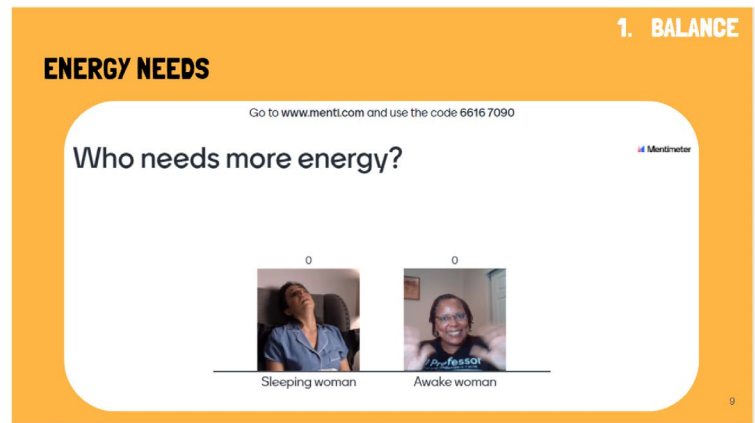 1. BALANCE
ENERGY NEEDS
Go to www.menti.com and use the code 6616 7090
Who needs more energy?
Mentimeter
0
0
Professor
Sleeping woman
Awake woman
9